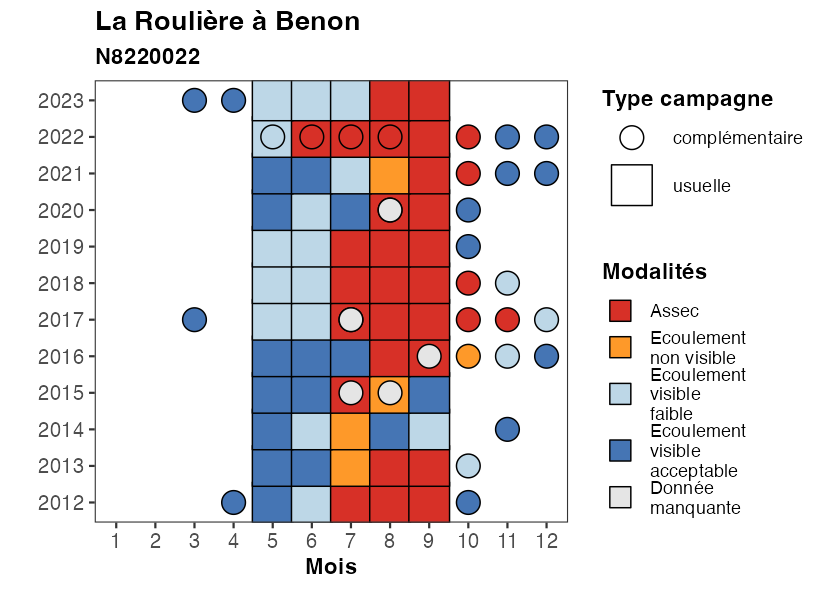 La Roulière à Benon
N8220022
2023
2022
2021
2020
2019
2018
2017
2016
2015
2014
2013
2012
1 2 3 4 5 6 7 8 9 10 11 12
Mois
Type campagne
complémentaire
usuelle
Modalités
Assec
Ecoulement
non visible
Ecoulement
visible
faible
Ecoulement
visible
acceptable
Donnée
manquante